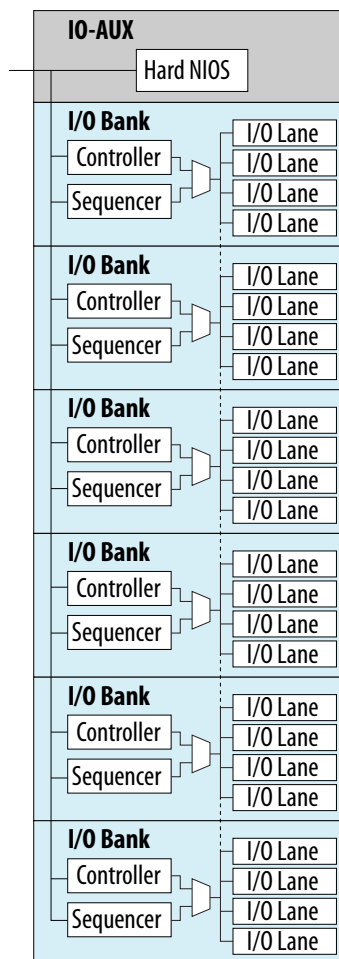 IO-AUX
Hard NIOS
I/O Bank
Controller
Sequencer
I/O Lane
I/O Lane
I/O Lane
I/O Lane
I/O Bank
Controller
Sequencer
I/O Lane
I/O Lane
I/O Lane
I/O Lane
I/O Bank
Controller
Sequencer
I/O Lane
I/O Lane
I/O Lane
I/O Lane
I/O Bank
Controller
Sequencer
I/O Lane
I/O Lane
I/O Lane
I/O Lane
I/O Bank
Controller
Sequencer
I/O Lane
I/O Lane
I/O Lane
I/O Lane
I/O Bank
Controller
Sequencer
I/O Lane
I/O Lane
I/O Lane
I/O Lane